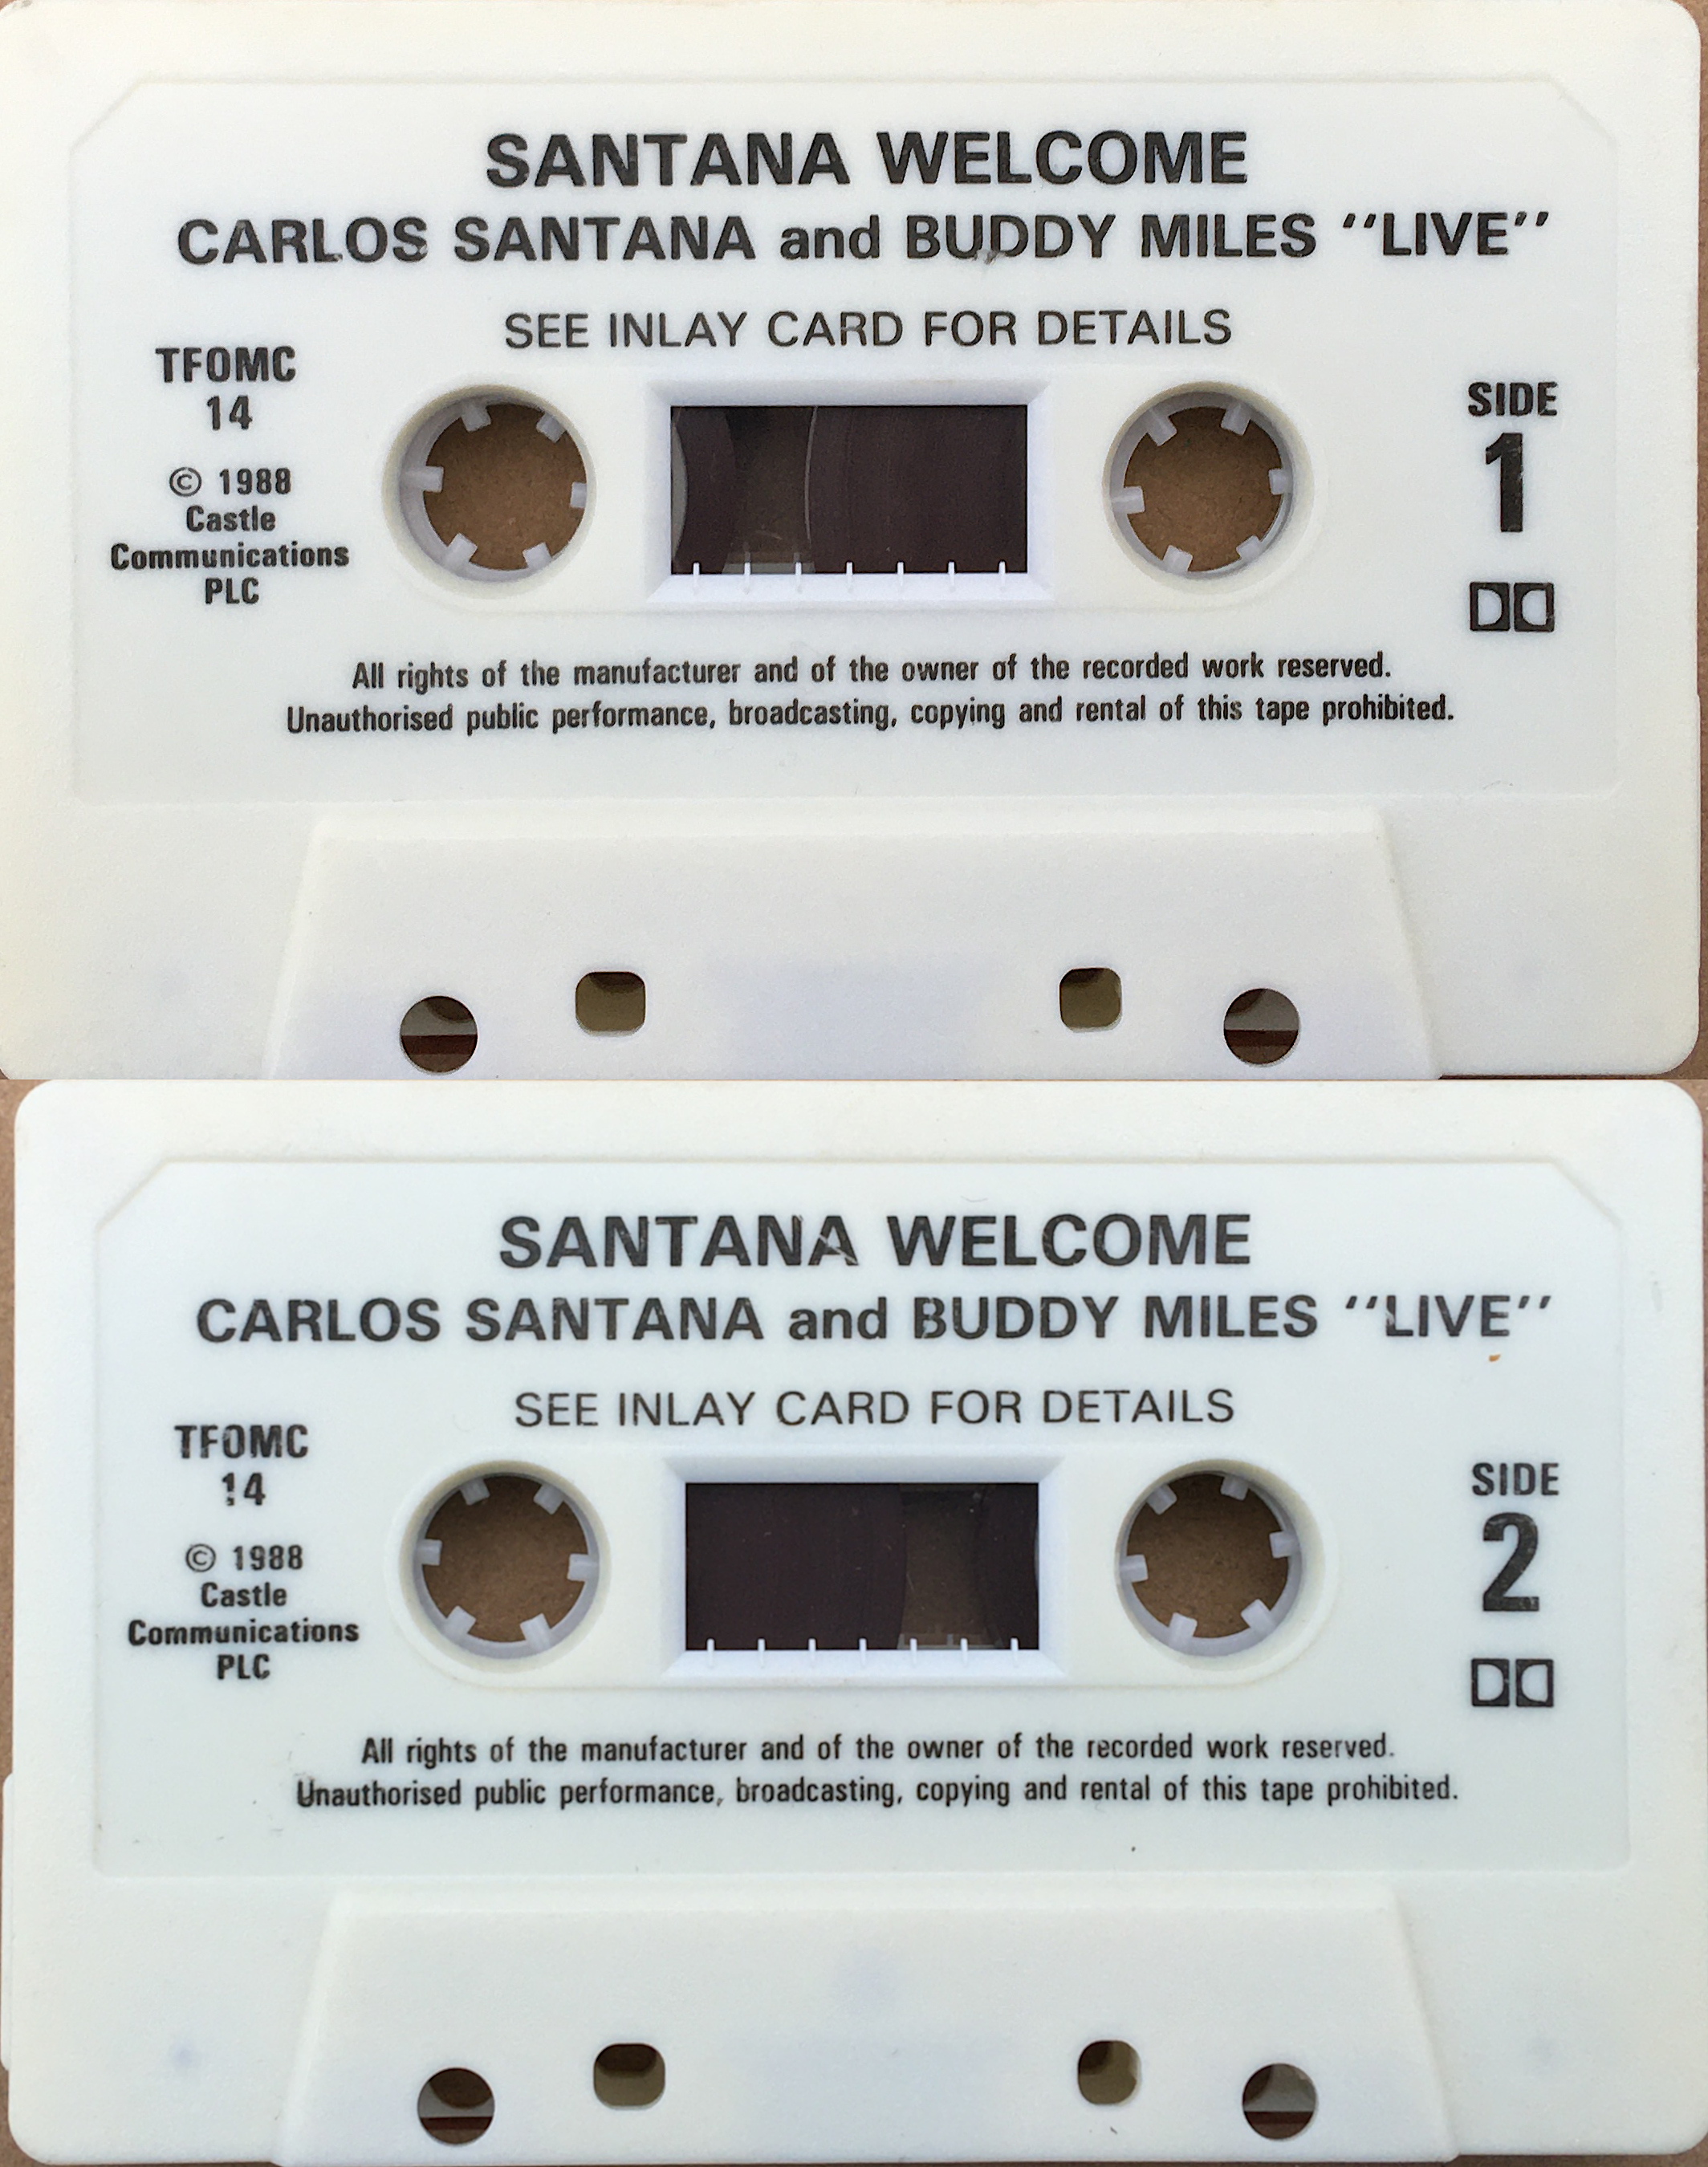 SANTANA WELCOME
CARLOS SANTANA and BUDDY MILES "LIVE"
SEE INLAY CARD FOR DETAILS
TFOMC
14
© 1988
Castle
Communications
PLC
SIDE
1
All rights of the manufacturer and of the owner of the recorded work reserved.
Unauthorised public performance, broadcasting, copying and rental of this tape prohibited.
SANTANA WELCOME
CARLOS SANTANA and BUDDY MILES "LIVE"
SEE INLAY CARD FOR DETAILS
TFOMC
14
© 1988
Castle
Communications
PLC
SIDE
2
All rights of the manufacturer and of the owner of the recorded work reserved.
Unauthorised public performance, broadcasting, copying and rental of this tape prohibited.